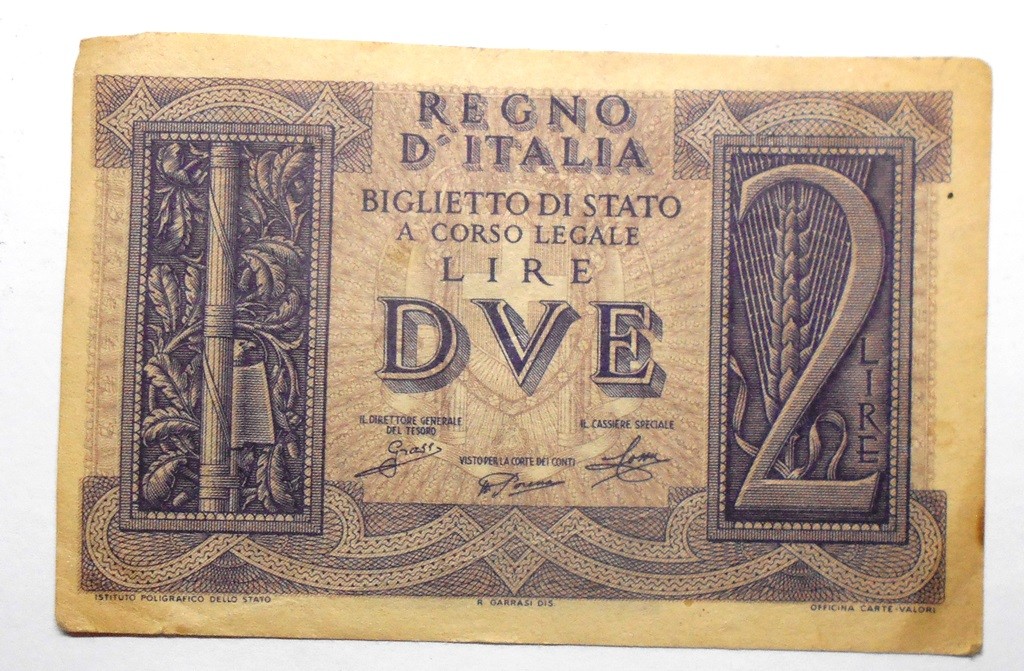 REGNO
D'ITALIA
BIGLIETTO DI STATO
A CORSO LEGALE
LIRE
DVE
2
LIRE
IL DIRETTORE GENERALE
DEL TESORO
Grassi
IL CASSIERE SPECIALE
VISTO PER LA CORTE DEI CONTI
ISTITUTO POLIGRAFICO DELLO STATO
R. GARRASI DIS.
OFFICINA CARTE-VALORI